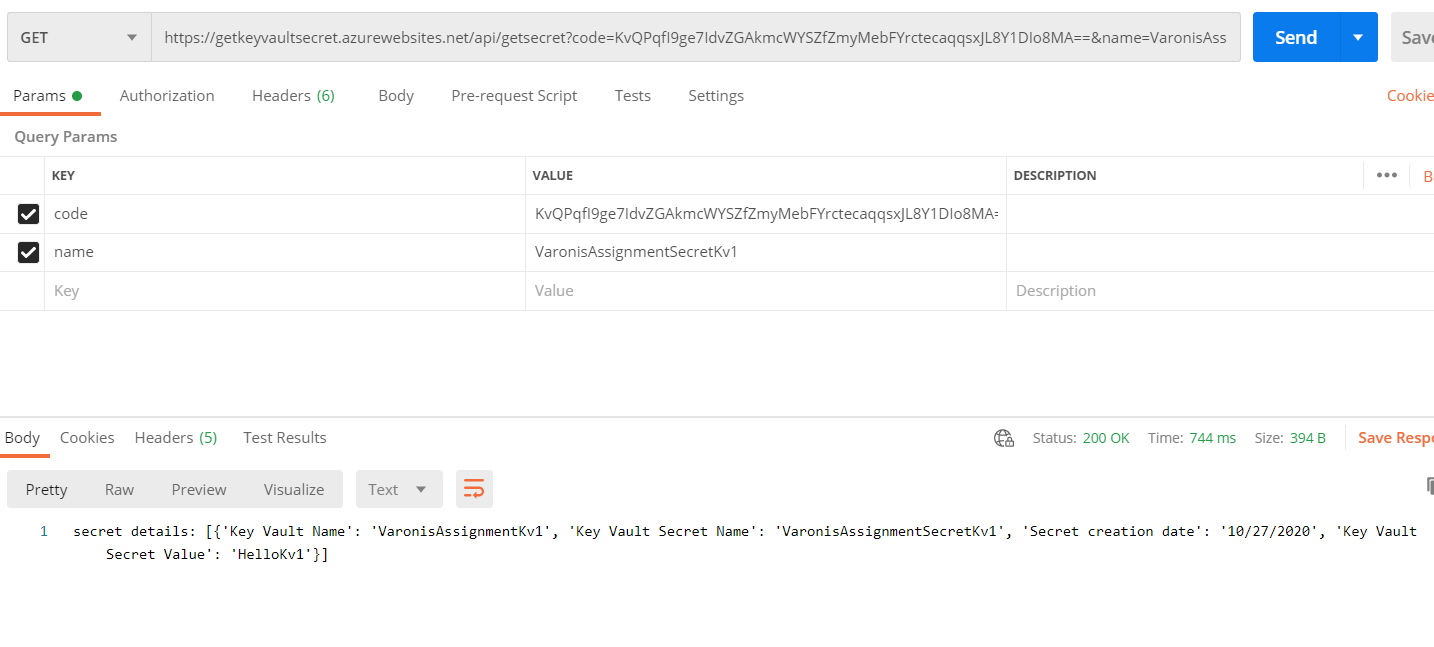 GET https://getkeyvaultsecret.azurewebsites.net/api/getsecret?code=KvQPqfI9ge7IdvZGAkmcWYSZfZmyMebFYrctecaqqsxJL8Y1DIo8MA==&name=VaronisAss Send Save
Params Authorization Headers (6) Body Pre-request Script Tests Settings Cookie
Query Params
KEY VALUE DESCRIPTION ••• B
code KvQPqfI9ge7IdvZGAkmcWYSZfZmyMebFYrctecaqqsxJL8Y1DIo8MA=
name VaronisAssignmentSecretKv1
Key Value Description
Body Cookies Headers (5) Test Results Status: 200 OK Time: 744 ms Size: 394 B Save Respo
Pretty Raw Preview Visualize Text
1 secret details: [{'Key Vault Name': 'VaronisAssignmentKv1', 'Key Vault Secret Name': 'VaronisAssignmentSecretKv1', 'Secret creation date': '10/27/2020', 'Key Vault
Secret Value': 'HelloKv1'}]